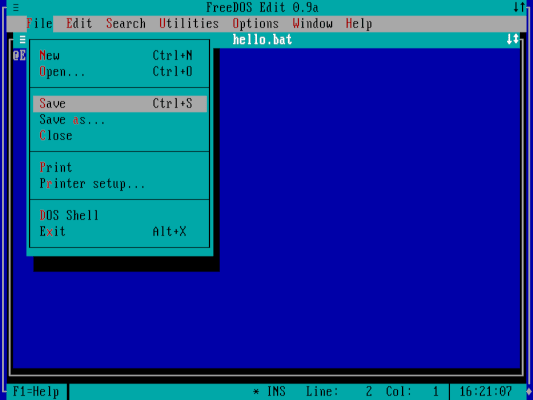 FreeDOS Edit 0.9a
File Edit Search Utilities Options Window Help
hello.bat
@E
New Ctrl+N
Open... Ctrl+O
Save Ctrl+S
Save as...
Close
Print
Printer setup...
DOS Shell
Exit Alt+X
F1=Help * INS Line: 2 Col: 1 16:21:07